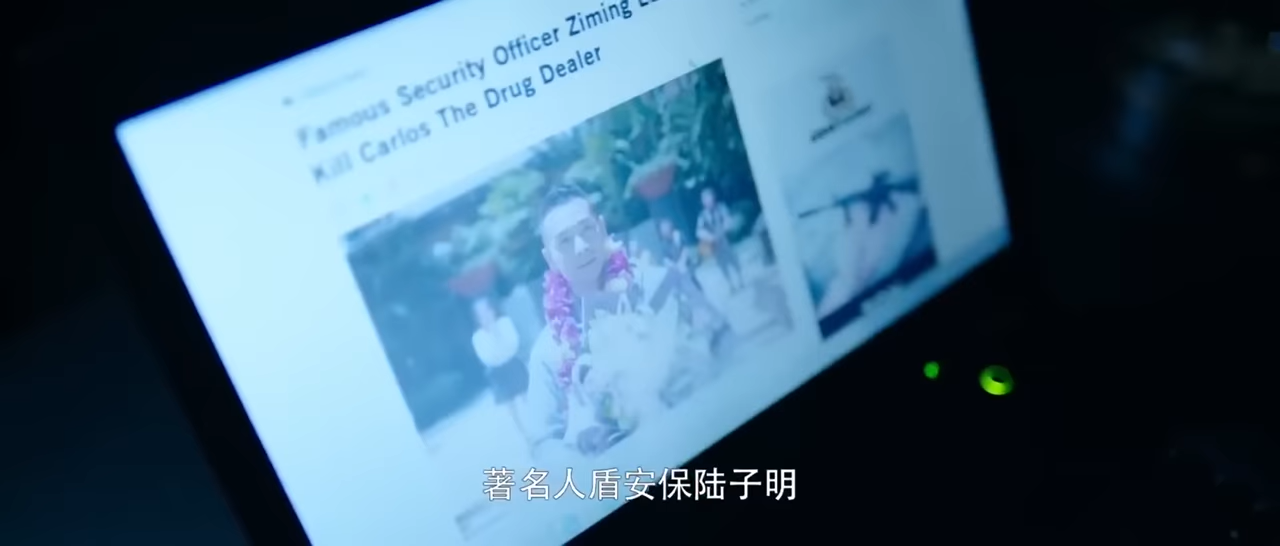 Famous Security Officer Ziming
Kill Carlos The Drug Dealer
著名人盾安保陆子明